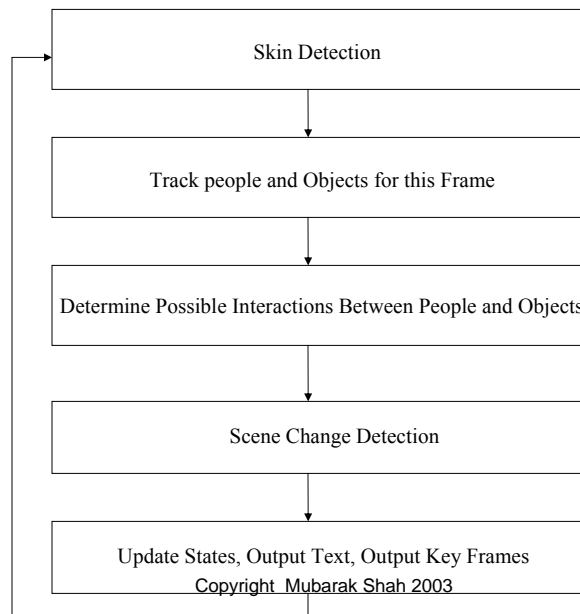 Skin Detection
Track people and Objects for this Frame
Determine Possible Interactions Between People and Objects
Scene Change Detection
Update States, Output Text, Output Key Frames
Copyright Mubarak Shah 2003